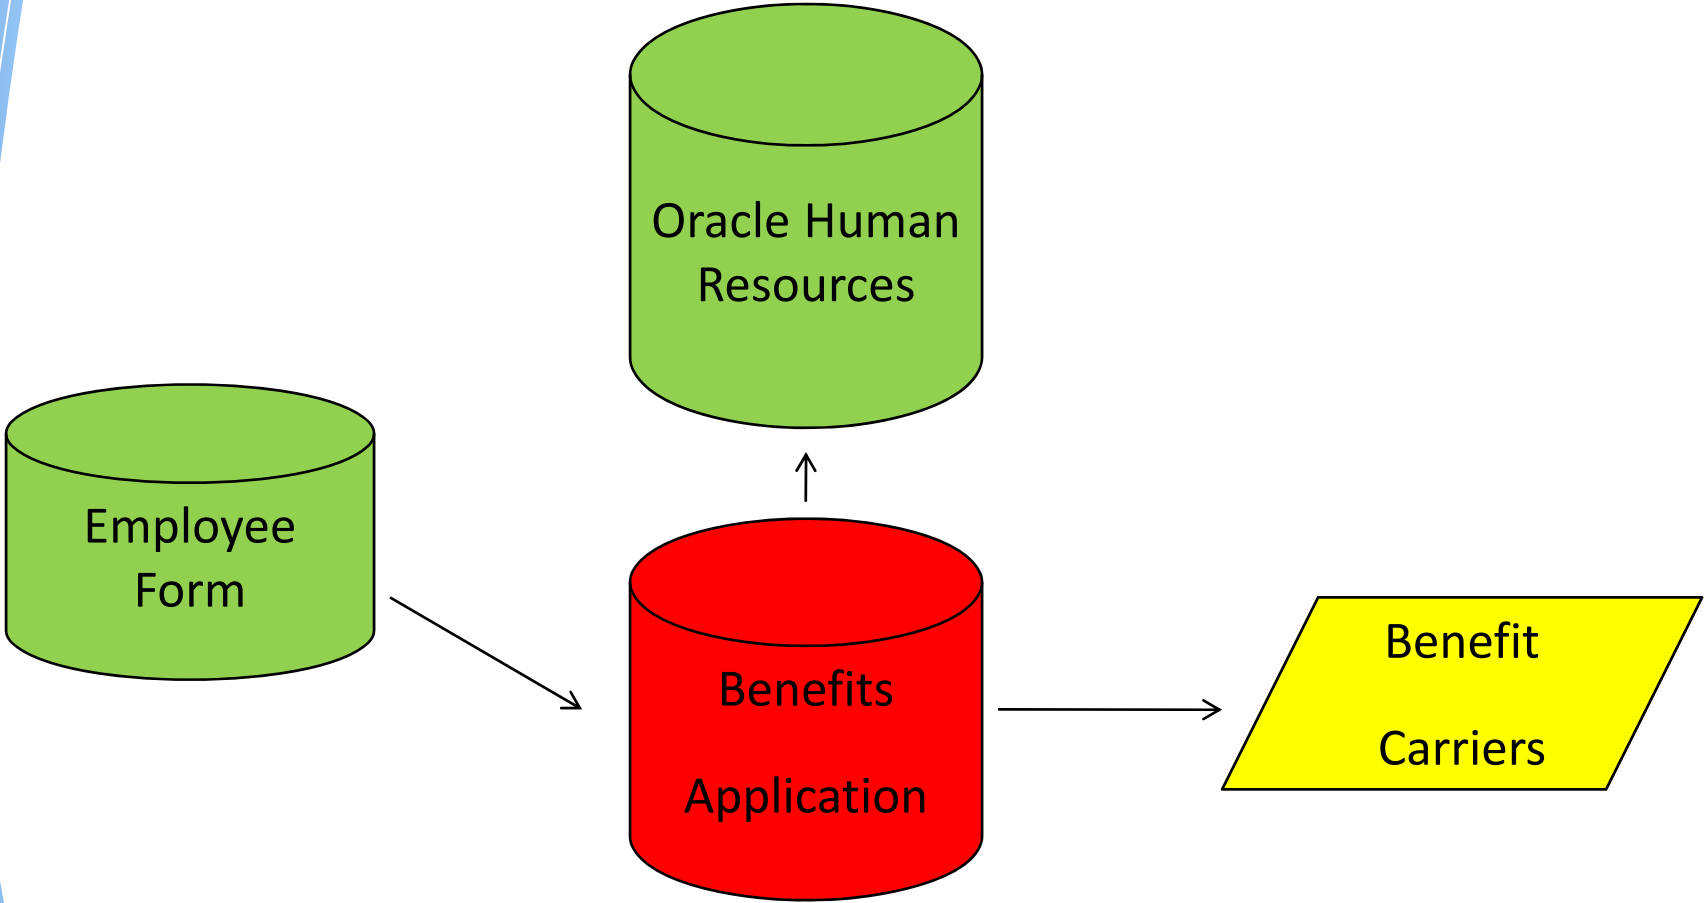 Oracle Human
Resources
Employee
Form
Benefits
Application
Benefit
Carriers